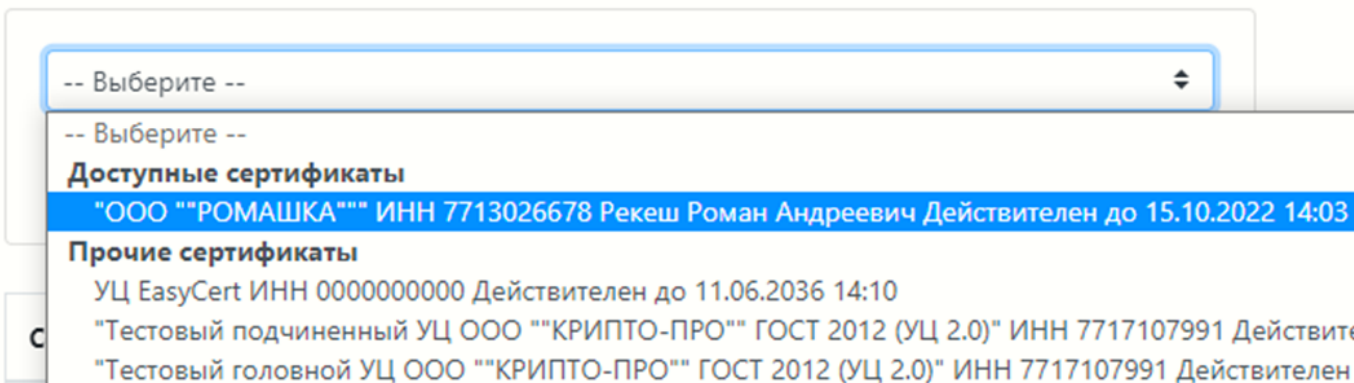 -- Выберите --
-- Выберите --
Доступные сертификаты
"ООО ""РОМАШКА""" ИНН 7713026678 Рекеш Роман Андреевич Действителен до 15.10.2022 14:03
Прочие сертификаты
УЦ EasyCert ИНН 0000000000 Действителен до 11.06.2036 14:10
"Тестовый подчиненный УЦ ООО ""КРИПТО-ПРО"" ГОСТ 2012 (УЦ 2.0)" ИНН 7717107991
"Тестовый головной УЦ ООО ""КРИПТО-ПРО"" ГОСТ 2012 (УЦ 2.0)" ИНН 7717107991 Действителен